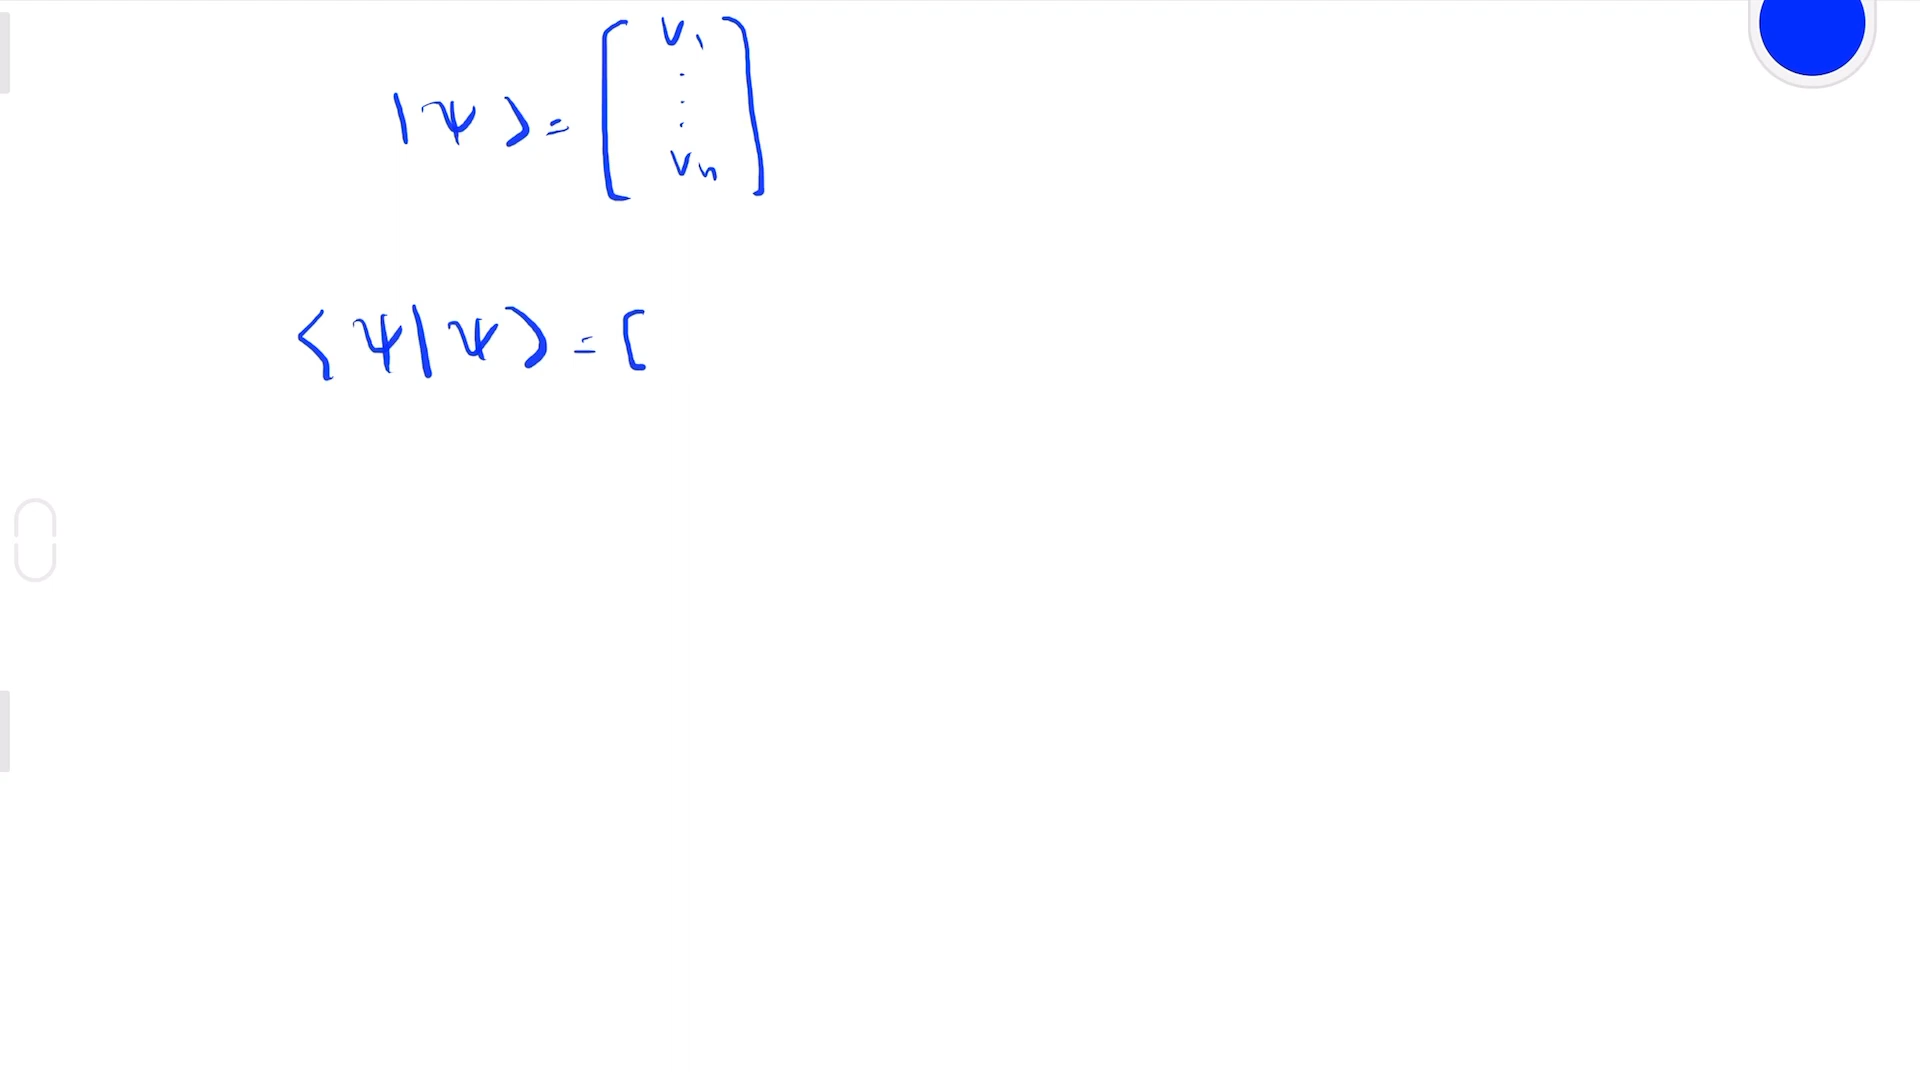 |ψ⟩ = [ v₁
⋮
vₙ ]
⟨ψ|ψ⟩ = [